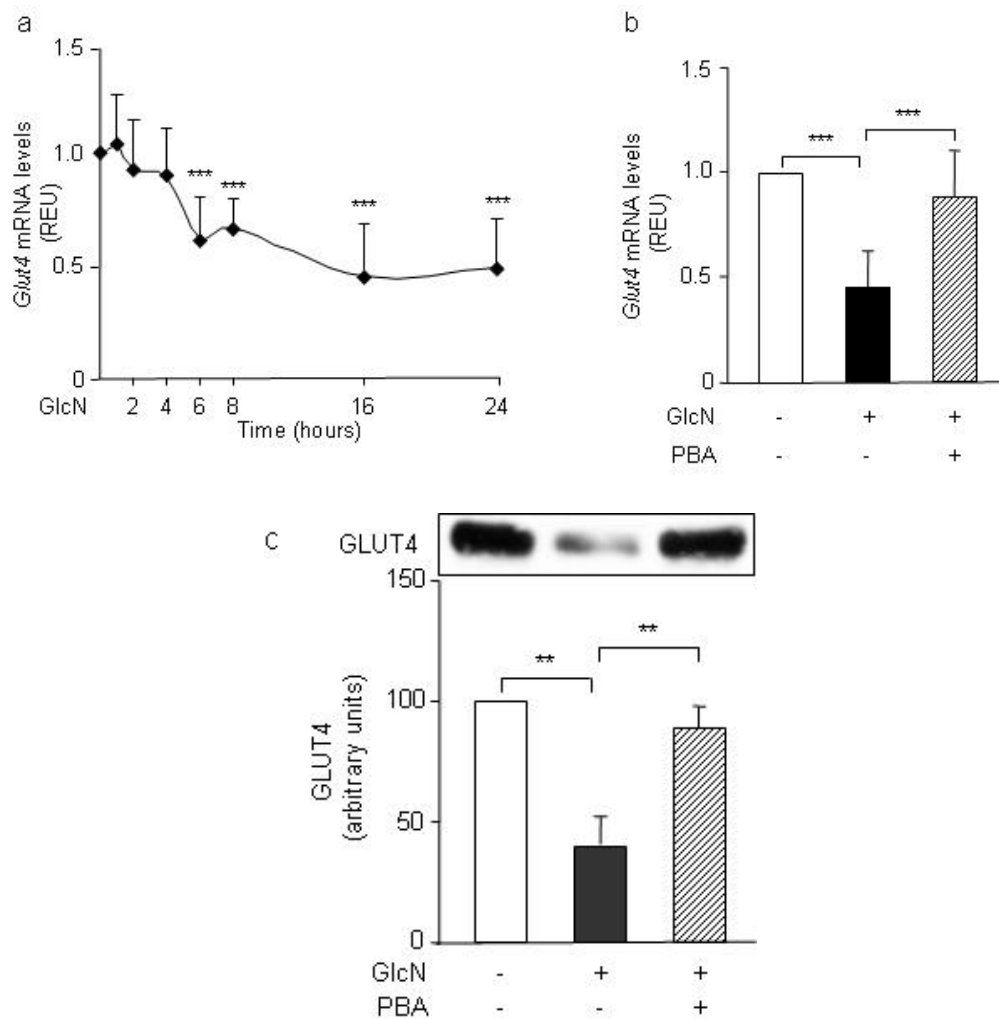 a
1.5
1.0
0.5
0
Glut4 mRNA levels
(REU)
*** *** *** ***
GlcN 2 4 6 8 16 24
Time (hours)
b
1.5
1.0
0.5
0
Glut4 mRNA levels
(REU)
***
***
GlcN - + +
PBA - - +
c
GLUT4
150
100
50
0
GLUT4
(arbitrary units)
**
**
GlcN - + +
PBA - - +